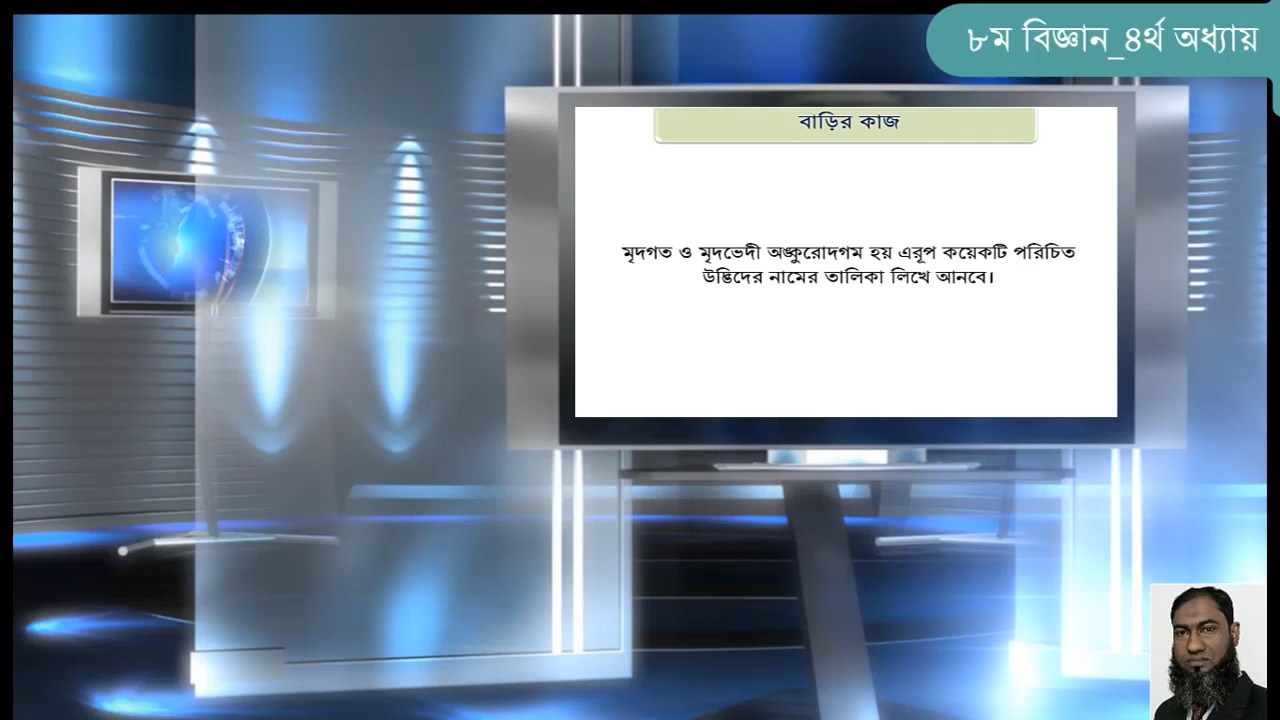 ৮ম বিজ্ঞান_৪র্থ অধ্যায়
বাড়ির কাজ
মৃদগত ও মৃদভেদী অঙ্কুরোদগম হয় এরূপ কয়েকটি পরিচিত
উদ্ভিদের নামের তালিকা লিখে আনবে।